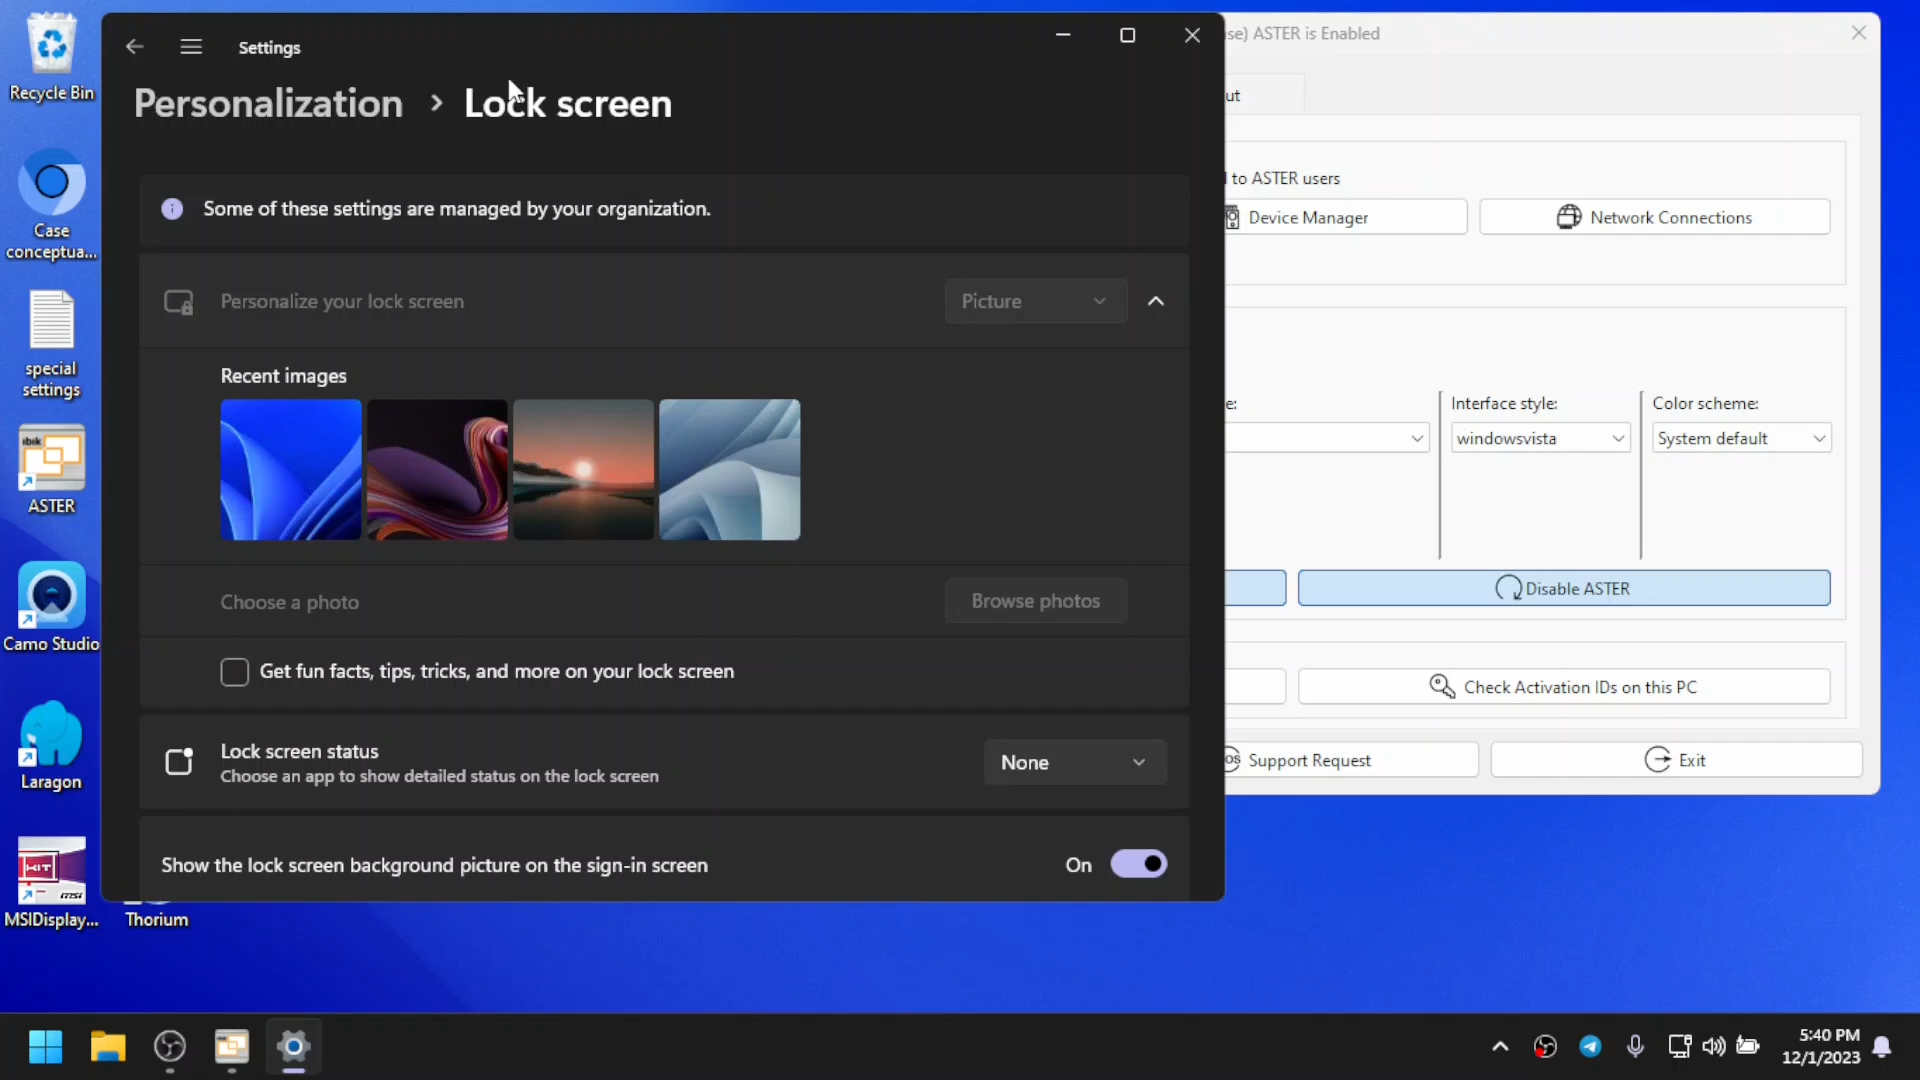 Recycle Bin
Case
conceptua...
special
settings
ibik
ASTER
Camo Studio
Laragon
KIT
msi
MSIDisplay...
Thorium
Settings
Personalization > Lock screen
Some of these settings are managed by your organization.
Personalize your lock screen
Picture
Recent images
Choose a photo
Browse photos
Get fun facts, tips, tricks, and more on your lock screen
Lock screen status
Choose an app to show detailed status on the lock screen
None
Show the lock screen background picture on the sign-in screen
On
se) ASTER is Enabled
ut
to ASTER users
Device Manager
Network Connections
e:
Interface style:
Color scheme:
windowsvista
System default
Disable ASTER
Check Activation IDs on this PC
Support Request
Exit
5:40 PM
12/1/2023